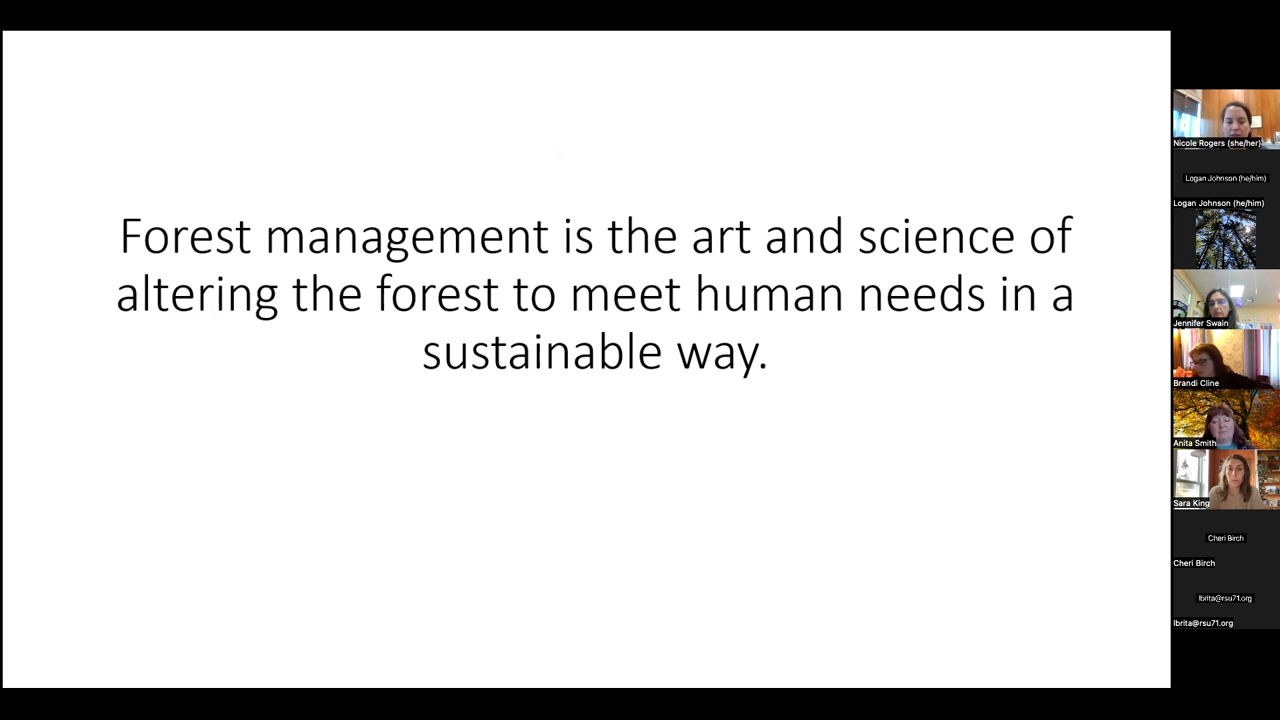 Forest management is the art and science of
altering the forest to meet human needs in a
sustainable way.
Nicole Rogers (she/her)
Logan Johnson (he/him)
Logan Johnson (he/him)
Jennifer Swain
Brandi Cline
Anita Smith
Sara King
Cheri Birch
Cheri Birch
lbrita@rsu71.org
lbrita@rsu71.org